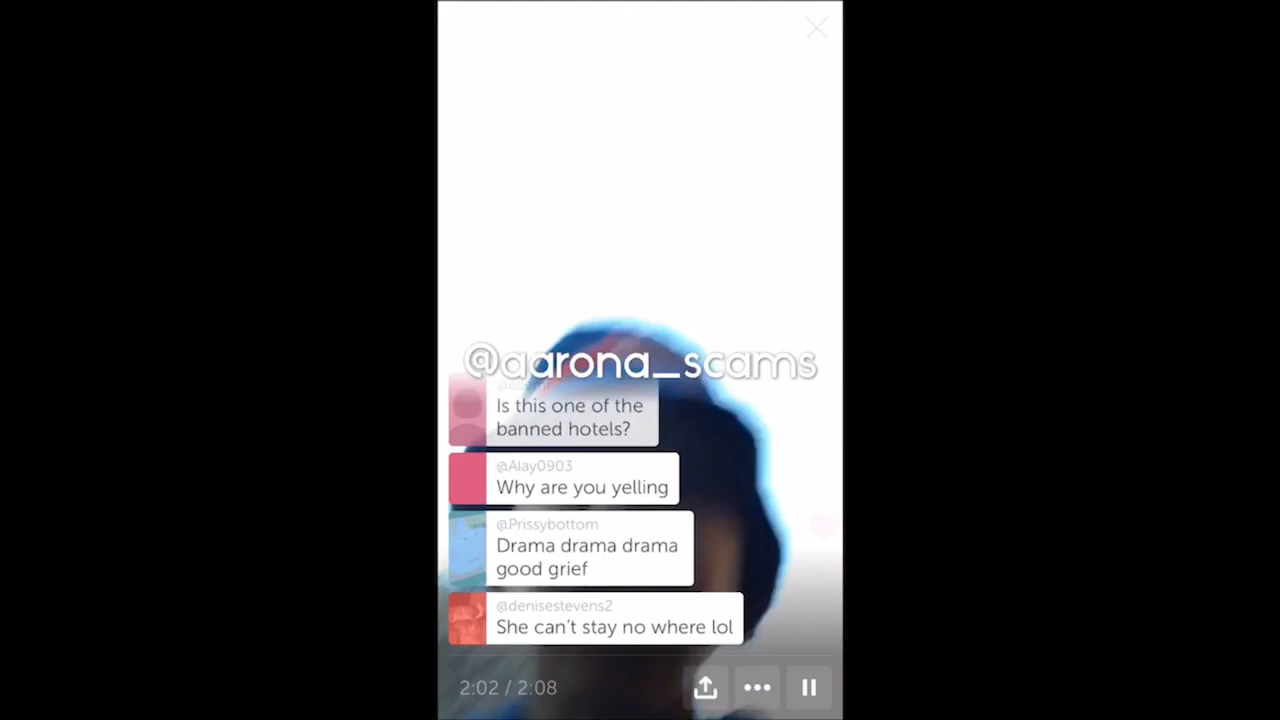 @aarona_scams
Is this one of the
banned hotels?
@Alay0903
Why are you yelling
@Prissybottom
Drama drama drama
good grief
@denisestevens2
She can't stay no where lol
2:02 / 2:08